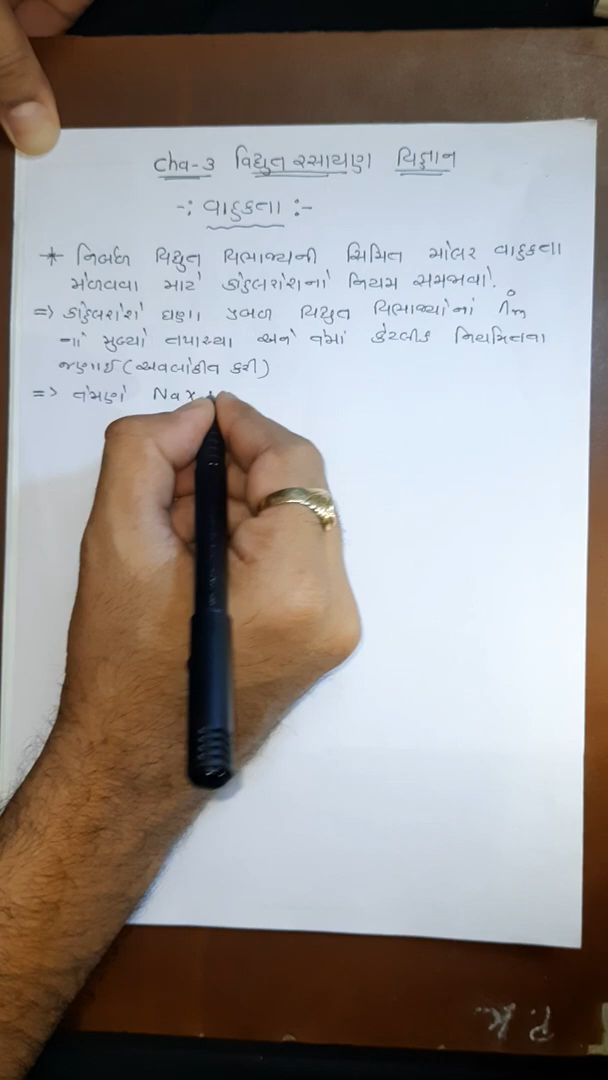 Cha-3 વિદ્યુત રસાયણ વિજ્ઞાન
-: વાહકતા :-
* નિર્બળ વિદ્યુત વિભાજ્યની સિમિત મોલર વાહકતા
મેળવવા માટે કોહલરાંશનો નિયમ સમજાવો.
=> કોહલરાંશે ઘણા પ્રબળ વિદ્યુત વિભાજ્યોનાં Λ°m
નાં મુલ્યો તપાસ્યા અને તેમાં કેટલીક નિયમિતતા
જણાઈ (અવલોકીત કરી)
=> તેમણે NaX
P.K.